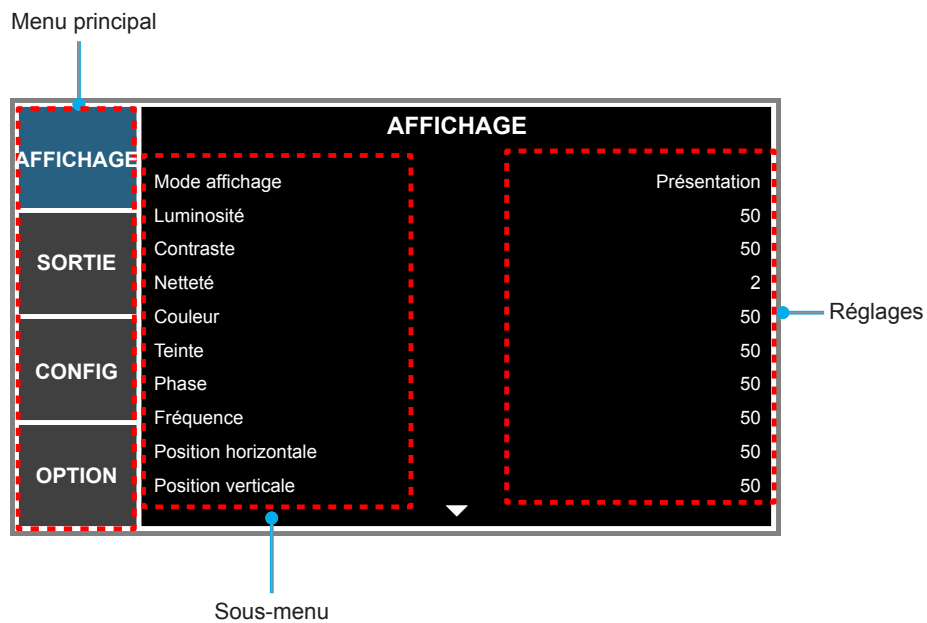 Menu principal
AFFICHAGE
AFFICHAGE
SORTIE
CONFIG
OPTION
Mode affichage Présentation
Luminosité 50
Contraste 50
Netteté 2
Couleur 50
Teinte 50
Phase 50
Fréquence 50
Position horizontale 50
Position verticale 50
Réglages
Sous-menu